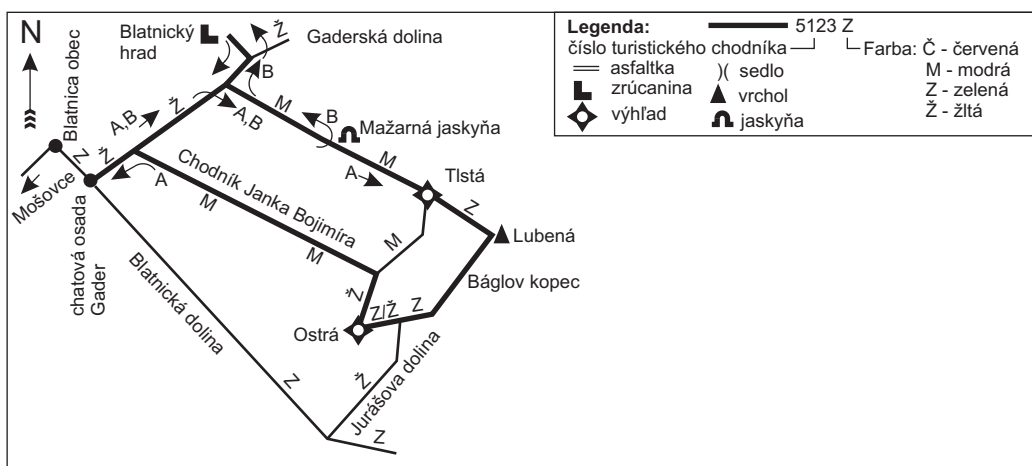 N
Blatnický
hrad
Ž
Gaderská dolina
B
M
A,B
Ž
A,B
B
Mažarná jaskyňa
M
A
Tlstá
Z
Lubená
Blatnica obec
Z
Ž
Mošovce
A
Chodník Janka Bojimíra
M
M
M
Báglov kopec
chatová osada
Gader
Blatnická dolina
Ž
Z/Ž
Z
Ostrá
Ž
Jurášova dolina
Z
Z
Legenda:
5123 Z
číslo turistického chodníka
Farba: Č - červená
asfaltka
)( sedlo
M - modrá
zrúcanina
vrchol
Z - zelená
výhľad
jaskyňa
Ž - žltá